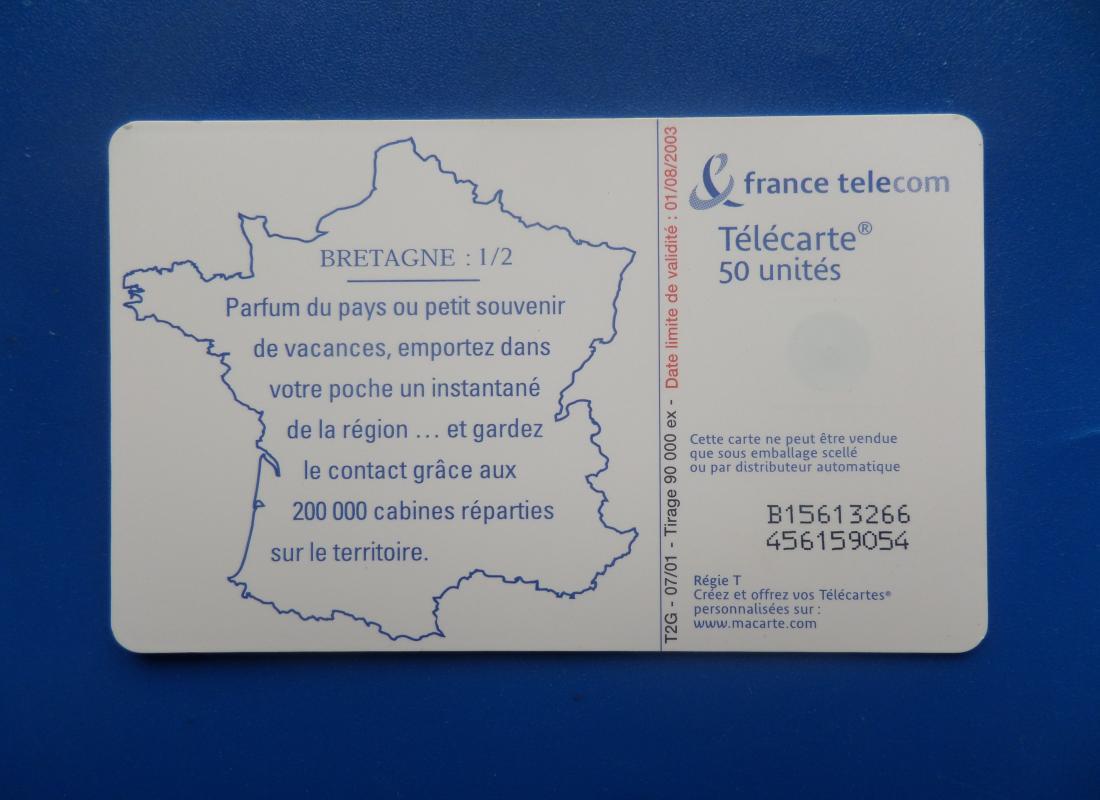 BRETAGNE : 1/2
Parfum du pays ou petit souvenir
de vacances, emportez dans
votre poche un instantané
de la région ... et gardez
le contact grâce aux
200 000 cabines réparties
sur le territoire.
T2G - 07/01 - Tirage 90 000 ex - Date limite de validité : 01/08/2003
france telecom
Télécarte®
50 unités
Cette carte ne peut être vendue
que sous emballage scellé
ou par distributeur automatique
B15613266
456159054
Régie T
Créez et offrez vos Télécartes®
personnalisées sur :
www.macarte.com